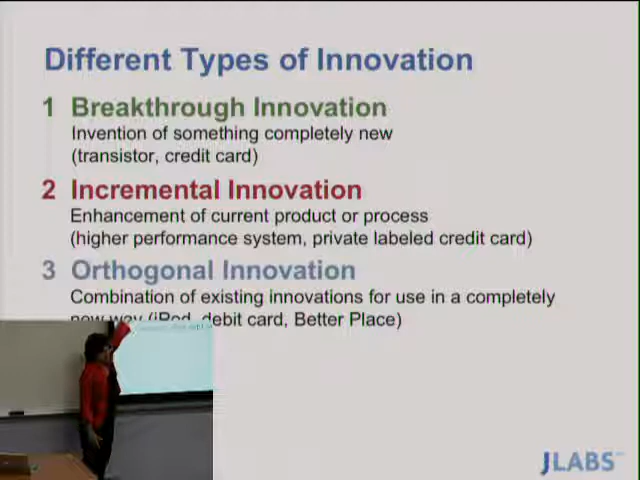 Different Types of Innovation
1 Breakthrough Innovation
Invention of something completely new
(transistor, credit card)
2 Incremental Innovation
Enhancement of current product or process
(higher performance system, private labeled credit card)
3 Orthogonal Innovation
Combination of existing innovations for use in a completely
new way (iPod, debit card, Better Place)
JLABS